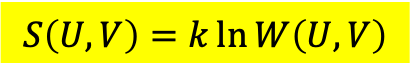 S(U, V) = k ln W(U, V)